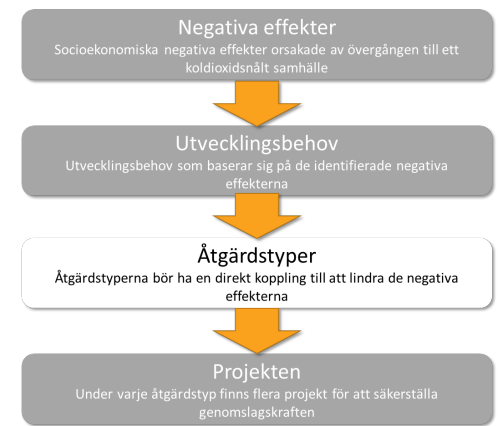 Negativa effekter
Socioekonomiska negativa effekter orsakade av övergången till ett
koldioxidsnålt samhälle
Utvecklingsbehov
Utvecklingsbehov som baserar sig på de identifierade negativa
effekterna
Åtgärdstyper
Åtgärdstyperna bör ha en direkt koppling till att lindra de negativa
effekterna
Projekten
Under varje åtgärdstyp finns flera projekt för att säkerställa
genomslagskraften